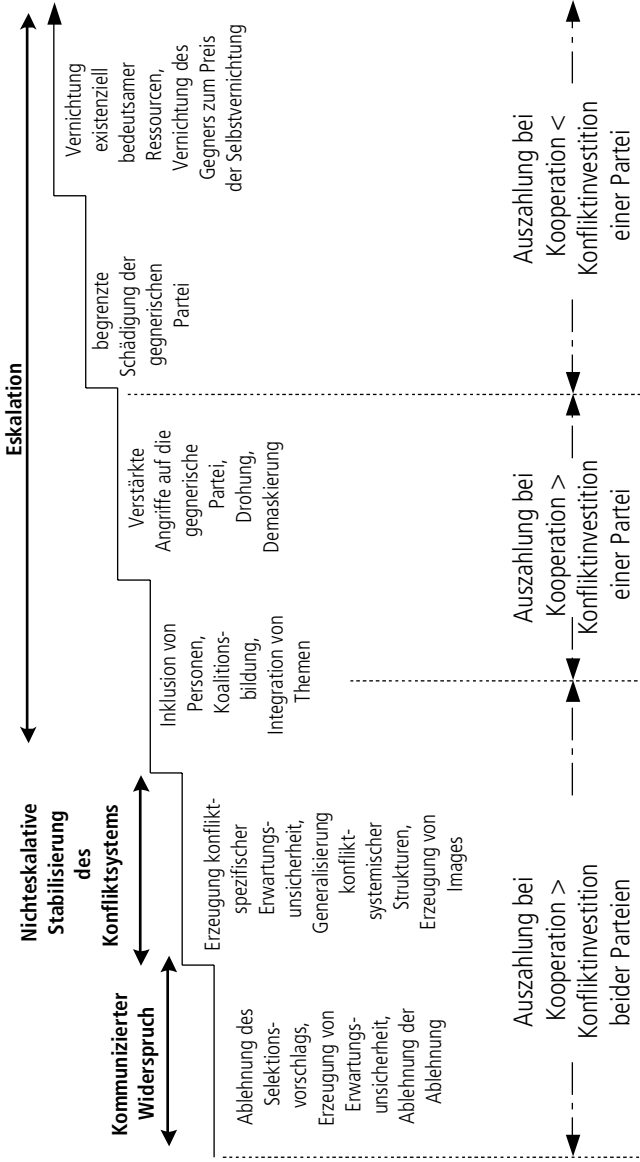 Kommunizierter
Widerspruch
Nichteskalative
Stabilisierung
des
Konfliktsystems
Eskalation
Ablehnung des
Selektions-
vorschlags,
Erzeugung von
Erwartungs-
unsicherheit,
Ablehnung der
Ablehnung
Erzeugung konflikt-
spezifischer
Erwartungs-
unsicherheit,
Generalisierung
konflikt-
systemischer
Strukturen,
Erzeugung von
Images
Inklusion von
Personen,
Koalitions-
bildung,
Integration von
Themen
Verstärkte
Angriffe auf die
gegnerische
Partei,
Drohung,
Demaskierung
begrenzte
Schädigung der
gegnerischen
Partei
Vernichtung
existenziell
bedeutsamer
Ressourcen,
Vernichtung des
Gegners zum Preis
der Selbstvernichtung
Auszahlung bei
Kooperation >
Konfliktinvestition
beider Parteien
Auszahlung bei
Kooperation >
Konfliktinvestition
einer Partei
Auszahlung bei
Kooperation <
Konfliktinvestition
einer Partei